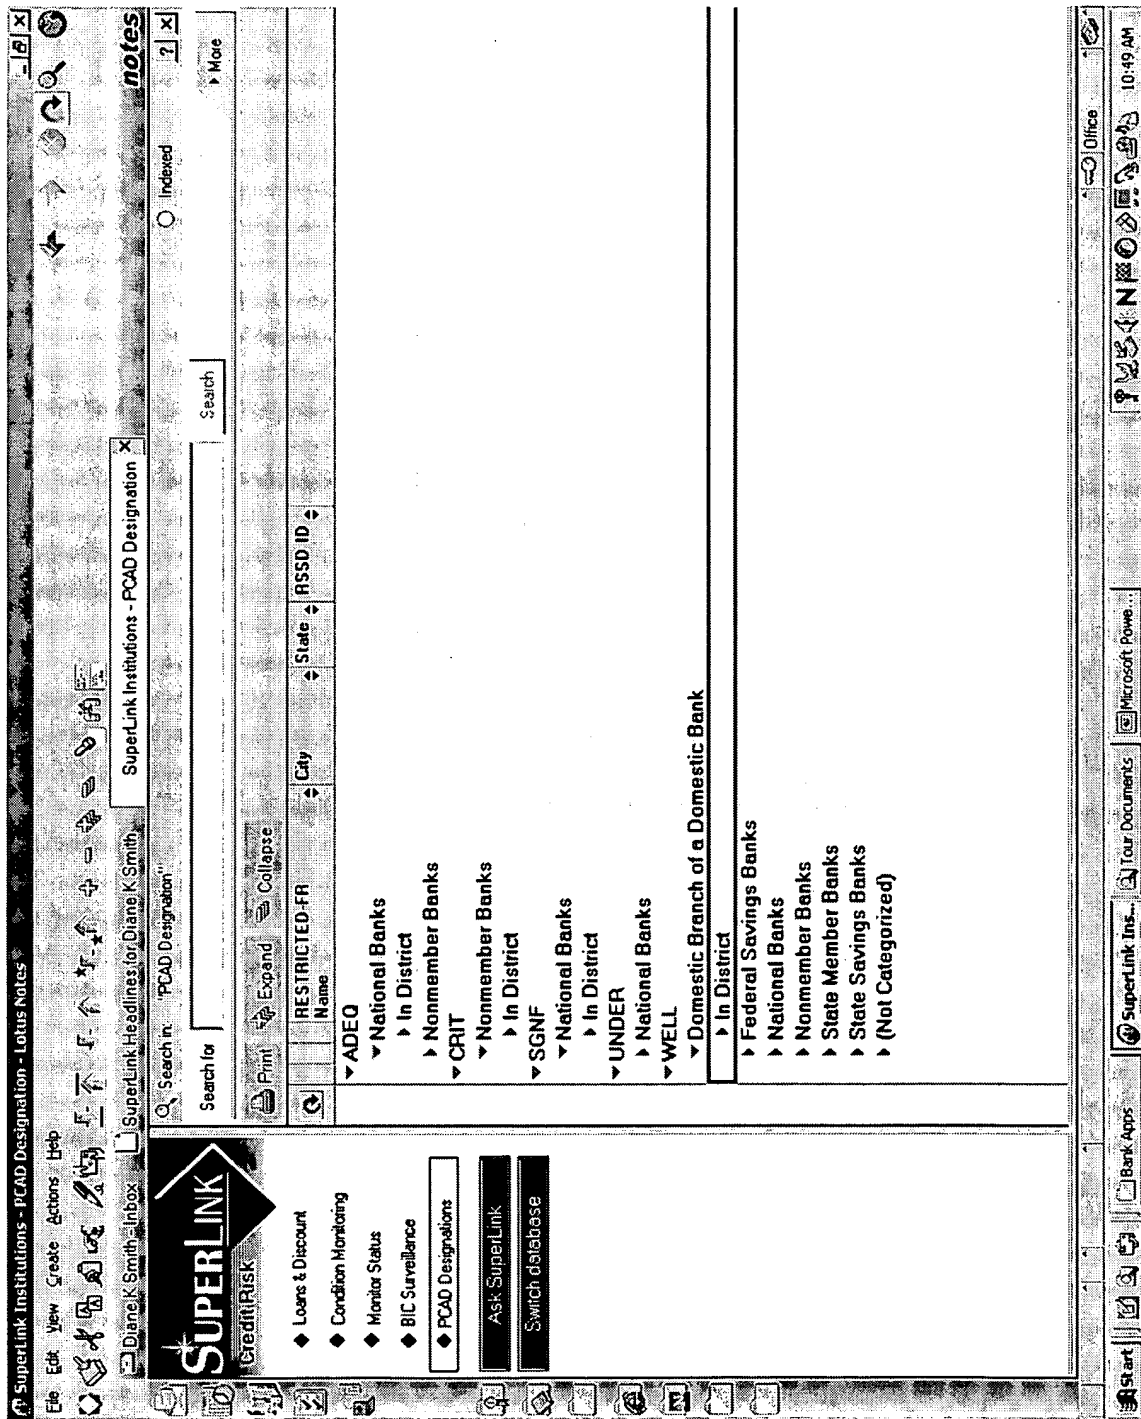 SuperLink Institutions - PCAD Designation - Lotus Notes
File Edit View Create Actions Help
notes
Diane K Smith - Inbox
SuperLink Headlines for Diane K Smith
SuperLink Institutions - PCAD Designation
SUPERLINK
Credit/Risk
Loans & Discount
Condition Monitoring
Monitor Status
BIC Surveillance
PCAD Designations
Ask SuperLink
Switch database
Search in: "PCAD Designation"
Indexed
Search for
Search
More
Print Expand Collapse
RESTRICTED-FR
Name City State RSSD ID
ADEQ
National Banks
In District
Nonmember Banks
CRIT
Nonmember Banks
In District
SGNF
National Banks
In District
UNDER
National Banks
WELL
Domestic Branch of a Domestic Bank
In District
Federal Savings Banks
National Banks
Nonmember Banks
State Member Banks
State Savings Banks
(Not Categorized)
Office
Start
Bank Apps
SuperLink Ins...
Tour Documents
Microsoft Powe...
10:49 AM